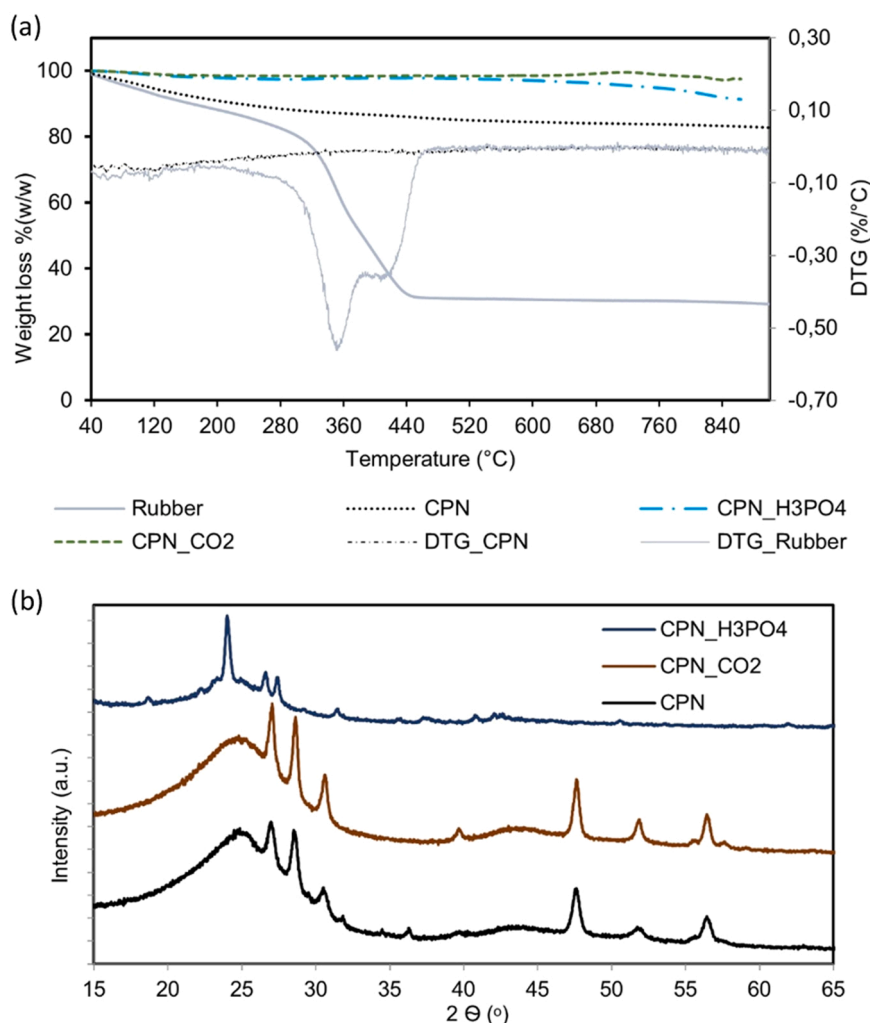 (a)
Weight loss %(w/w)
100
80
60
40
20
0
0,30
0,10
-0,10
-0,30
-0,50
-0,70
DTG (%/°C)
40 120 200 280 360 440 520 600 680 760 840
Temperature (°C)
Rubber CPN CPN_H3PO4
CPN_CO2 DTG_CPN DTG_Rubber
(b)
Intensity (a.u.)
CPN_H3PO4
CPN_CO2
CPN
15 20 25 30 35 40 45 50 55 60 65
2 Ө (º)